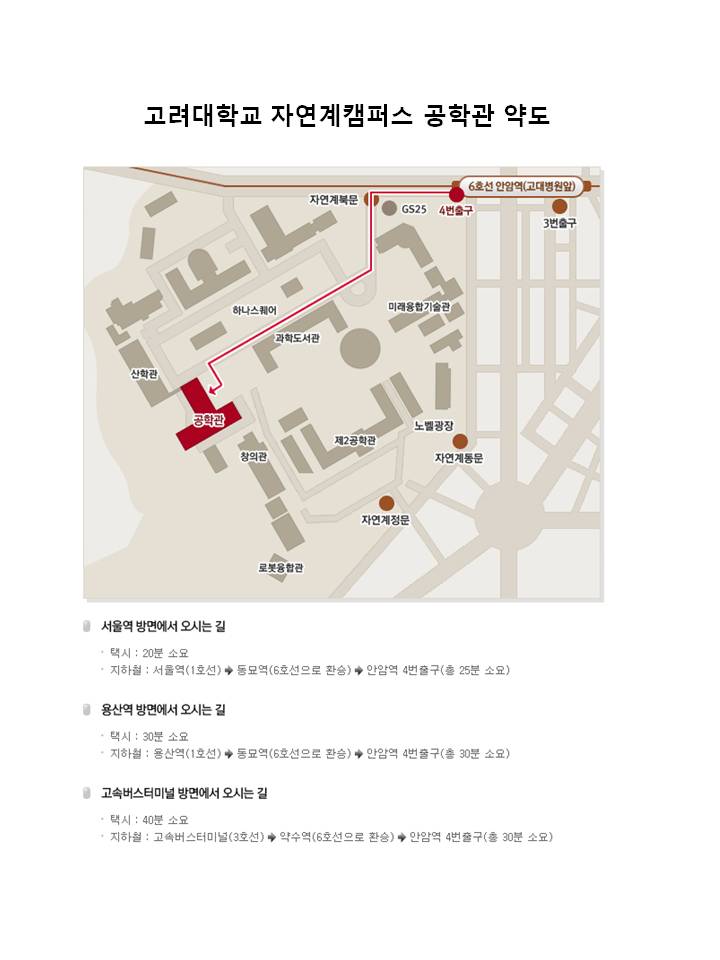 고려대학교 자연계캠퍼스 공학관 약도
6호선 안암역(고대병원앞)
자연계북문
GS25
4번출구
3번출구
하나스퀘어
미래융합기술관
과학도서관
산학관
공학관
노벨광장
제2공학관
창의관
자연계동문
자연계정문
로봇융합관
서울역 방면에서 오시는 길
· 택시 : 20분 소요
· 지하철 : 서울역(1호선) → 동묘역(6호선으로 환승) → 안암역 4번출구(총 25분 소요)
용산역 방면에서 오시는 길
· 택시 : 30분 소요
· 지하철 : 용산역(1호선) → 동묘역(6호선으로 환승) → 안암역 4번출구(총 30분 소요)
고속버스터미널 방면에서 오시는 길
· 택시 : 40분 소요
· 지하철 : 고속버스터미널(3호선) → 약수역(6호선으로 환승) → 안암역 4번출구(총 30분 소요)